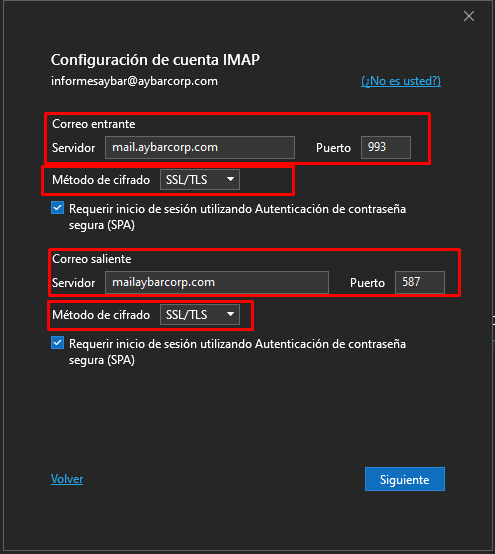 Configuración de cuenta IMAP
informesaybar@aybarcorp.com (¿No es usted?)
Correo entrante
Servidor mail.aybarcorp.com Puerto 993
Método de cifrado SSL/TLS
Requerir inicio de sesión utilizando Autenticación de contraseña
segura (SPA)
Correo saliente
Servidor mailaybarcorp.com Puerto 587
Método de cifrado SSL/TLS
Requerir inicio de sesión utilizando Autenticación de contraseña
segura (SPA)
Volver Siguiente